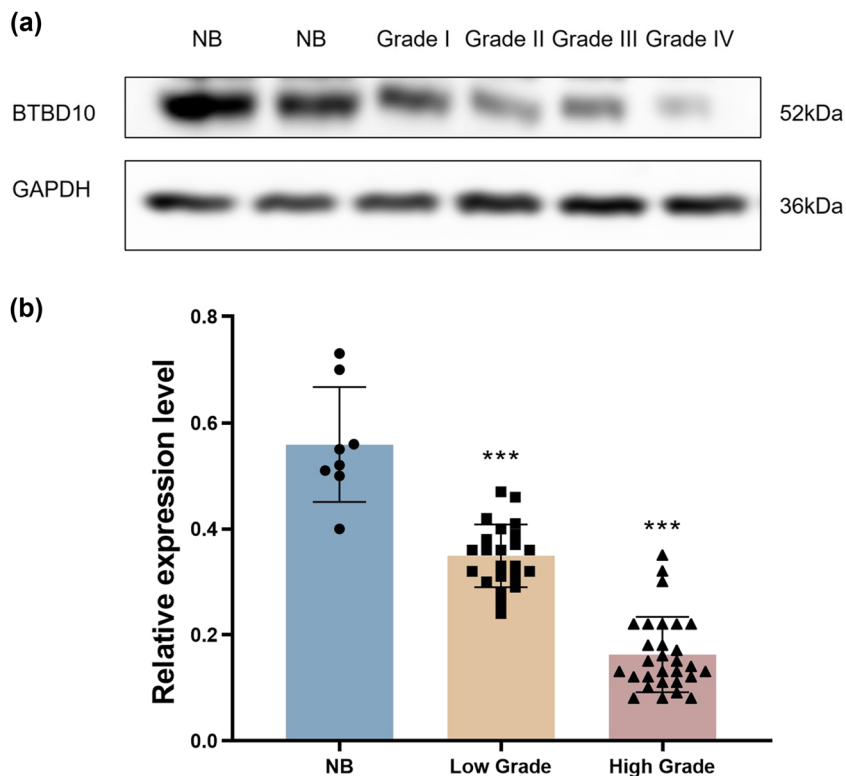 (a)
NB NB Grade I Grade II Grade III Grade IV
BTBD10 52kDa
GAPDH 36kDa
(b)
Relative expression level
0.8
0.6
0.4
0.2
0.0
***
***
NB Low Grade High Grade